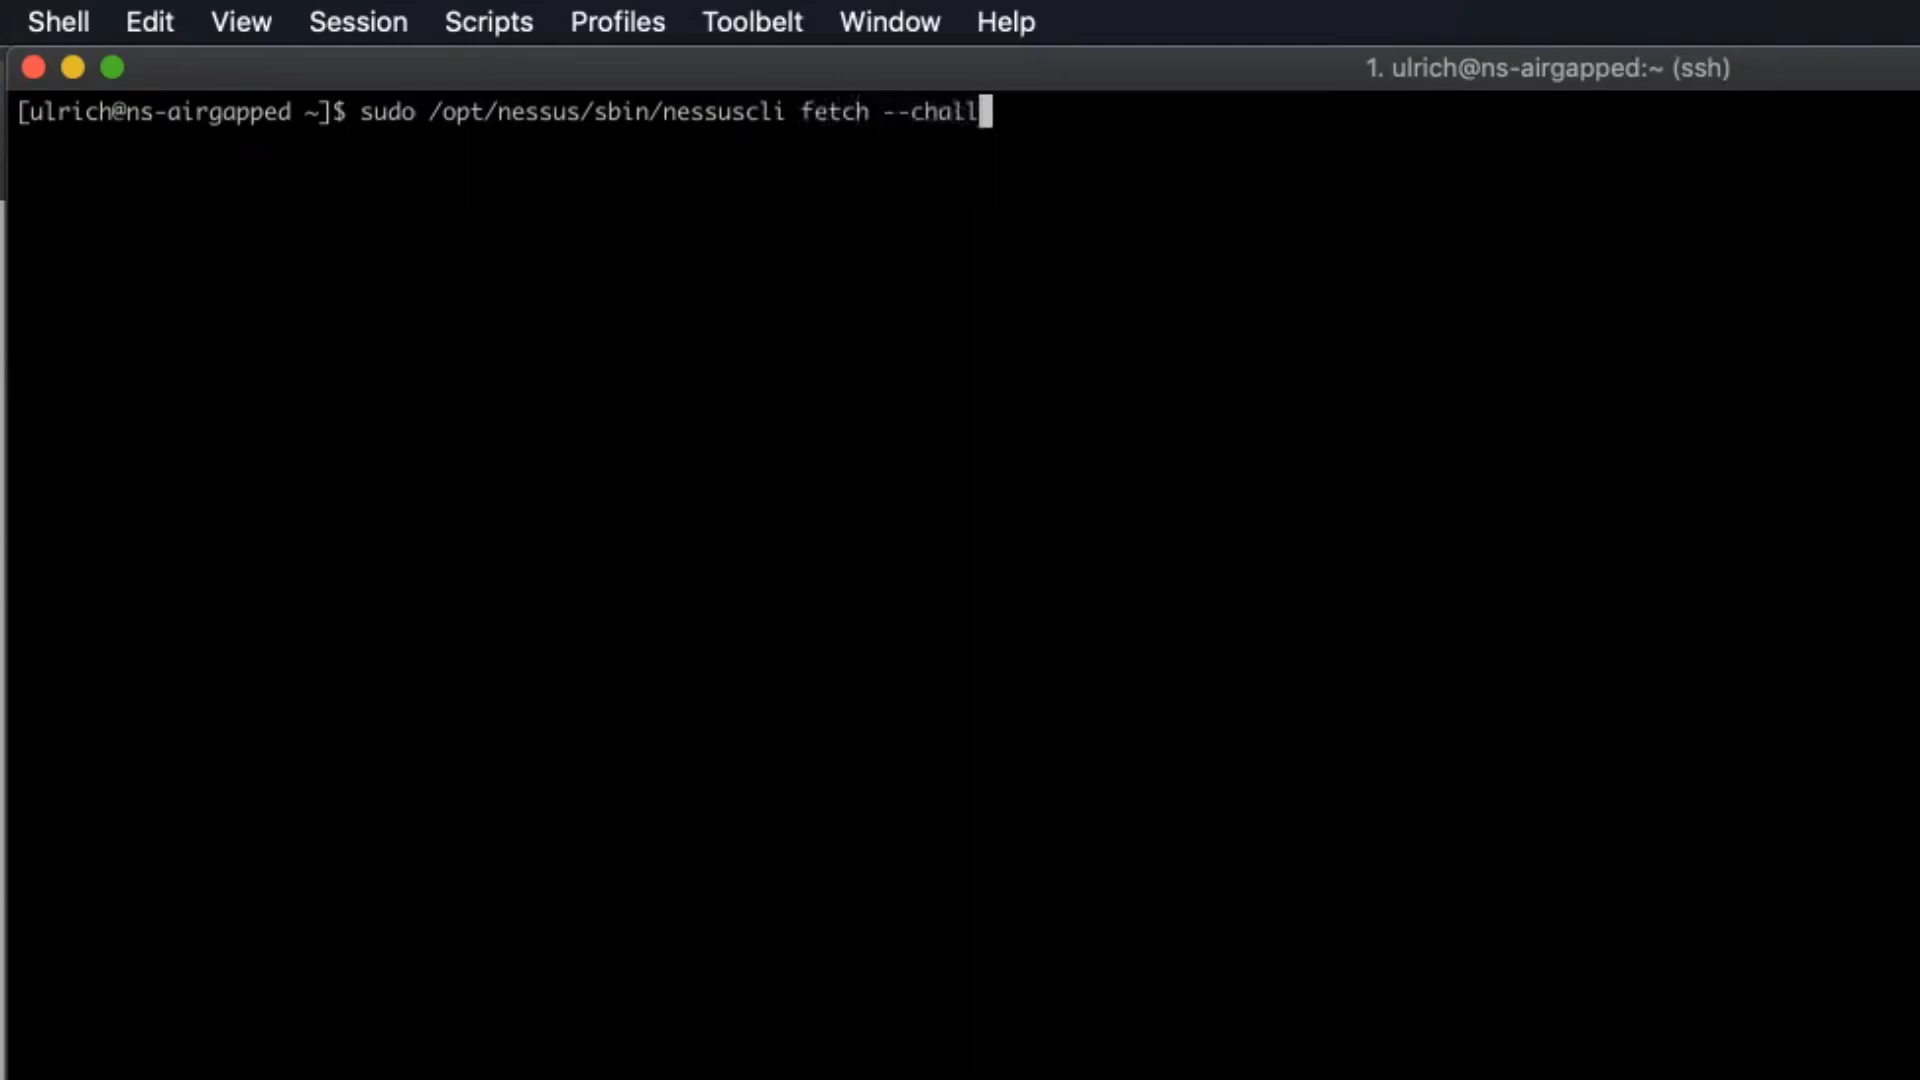 Shell Edit View Session Scripts Profiles Toolbelt Window Help
1. ulrich@ns-airgapped:~ (ssh)
[ulrich@ns-airgapped ~]$ sudo /opt/nessus/sbin/nessuscli fetch --chall